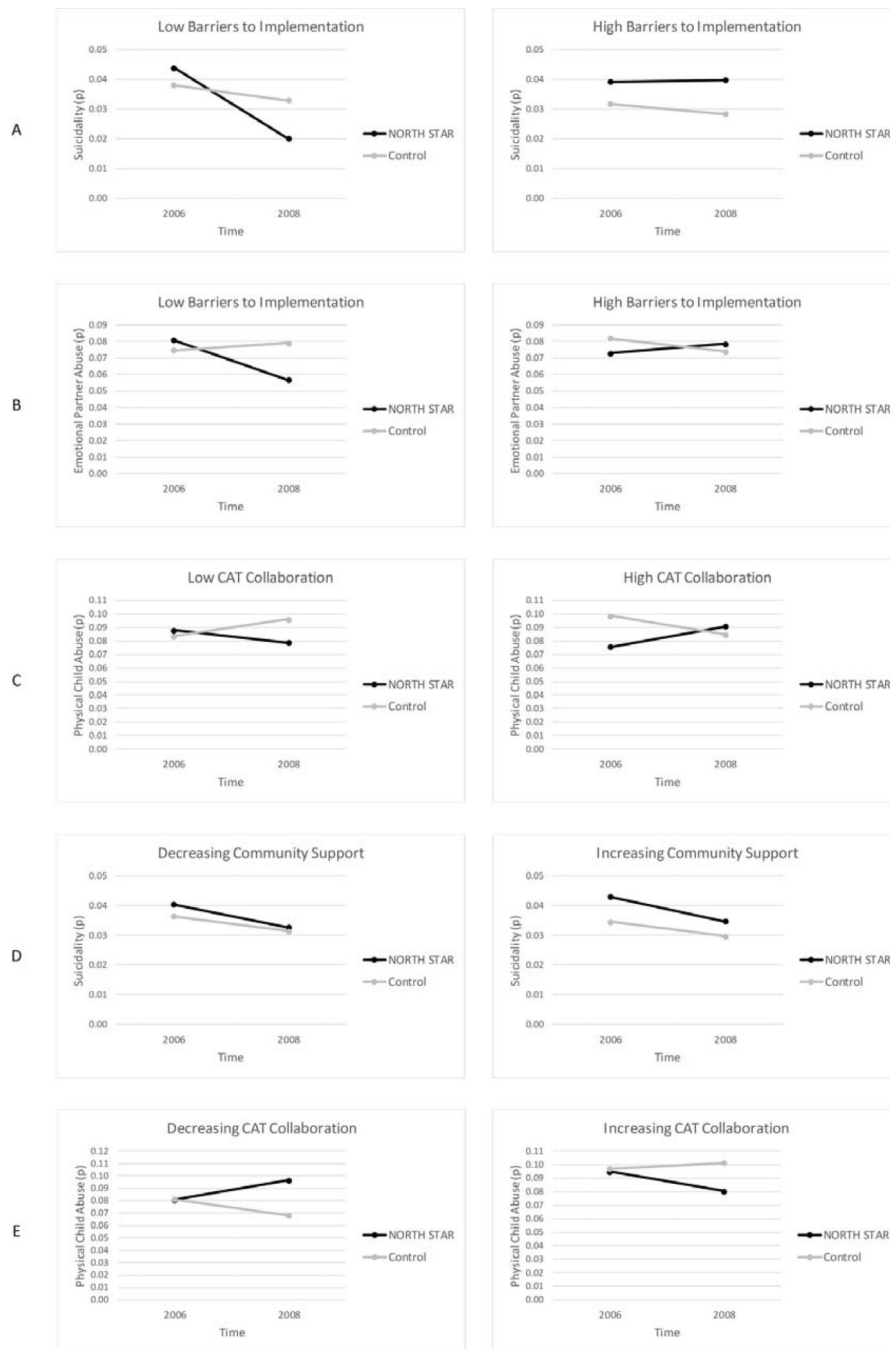 A
Low Barriers to Implementation
Suicidality (p)
0.05
0.04
0.03
0.02
0.01
0.00
2006 2008
Time
NORTH STAR
Control
High Barriers to Implementation
Suicidality (p)
0.05
0.04
0.03
0.02
0.01
0.00
2006 2008
Time
NORTH STAR
Control
B
Low Barriers to Implementation
Emotional Partner Abuse (p)
0.09
0.08
0.07
0.06
0.05
0.04
0.03
0.02
0.01
0.00
2006 2008
Time
NORTH STAR
Control
High Barriers to Implementation
Emotional Partner Abuse (p)
0.09
0.08
0.07
0.06
0.05
0.04
0.03
0.02
0.01
0.00
2006 2008
Time
NORTH STAR
Control
C
Low CAT Collaboration
Physical Child Abuse (p)
0.11
0.10
0.09
0.08
0.07
0.06
0.05
0.04
0.03
0.02
0.01
0.00
2006 2008
Time
NORTH STAR
Control
High CAT Collaboration
Physical Child Abuse (p)
0.11
0.10
0.09
0.08
0.07
0.06
0.05
0.04
0.03
0.02
0.01
0.00
2006 2008
Time
NORTH STAR
Control
D
Decreasing Community Support
Suicidality (p)
0.05
0.04
0.03
0.02
0.01
0.00
2006 2008
Time
NORTH STAR
Control
Increasing Community Support
Suicidality (p)
0.05
0.04
0.03
0.02
0.01
0.00
2006 2008
Time
NORTH STAR
Control
E
Decreasing CAT Collaboration
Physical Child Abuse (p)
0.12
0.11
0.10
0.09
0.08
0.07
0.06
0.05
0.04
0.03
0.02
0.01
0.00
2006 2008
Time
NORTH STAR
Control
Increasing CAT Collaboration
Physical Child Abuse (p)
0.11
0.10
0.09
0.08
0.07
0.06
0.05
0.04
0.03
0.02
0.01
0.00
2006 2008
Time
NORTH STAR
Control